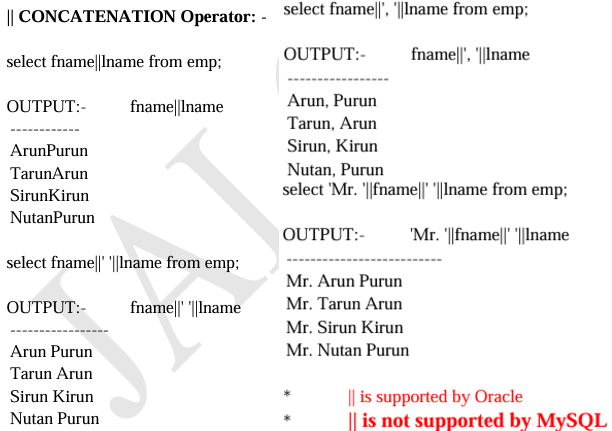 || CONCATENATION Operator: -
select fname||lname from emp;
OUTPUT:- fname||lname
------------
ArunPurun
TarunArun
SirunKirun
NutanPurun
select fname||' '||lname from emp;
OUTPUT:- fname||' '||lname
-----------------
Arun Purun
Tarun Arun
Sirun Kirun
Nutan Purun
select fname||', '||lname from emp;
OUTPUT:- fname||', '||lname
-----------------
Arun, Purun
Tarun, Arun
Sirun, Kirun
Nutan, Purun
select 'Mr. '||fname||' '||lname from emp;
OUTPUT:- 'Mr. '||fname||' '||lname
--------------------------
Mr. Arun Purun
Mr. Tarun Arun
Mr. Sirun Kirun
Mr. Nutan Purun
* || is supported by Oracle
* || is not supported by MySQL